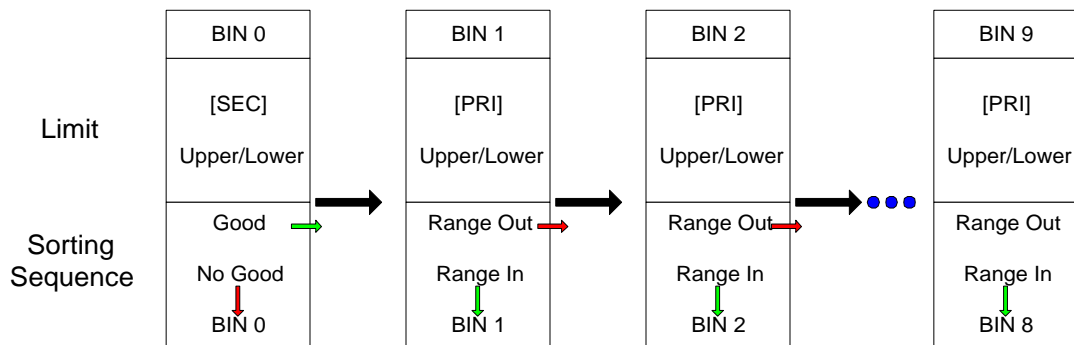 BIN 0
BIN 1
BIN 2
BIN 9
Limit
[SEC]
[PRI]
[PRI]
[PRI]
Upper/Lower
Upper/Lower
Upper/Lower
Upper/Lower
Sorting
Sequence
Good
Range Out
Range Out
Range Out
No Good
Range In
Range In
Range In
BIN 0
BIN 1
BIN 2
BIN 8